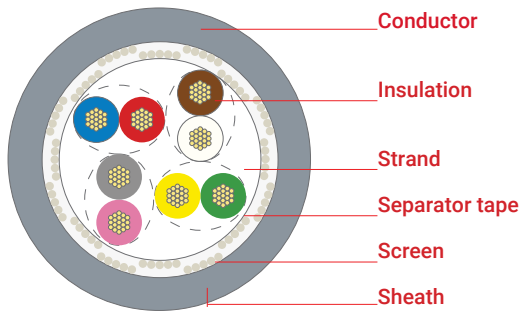 Conductor
Insulation
Strand
Separator tape
Screen
Sheath